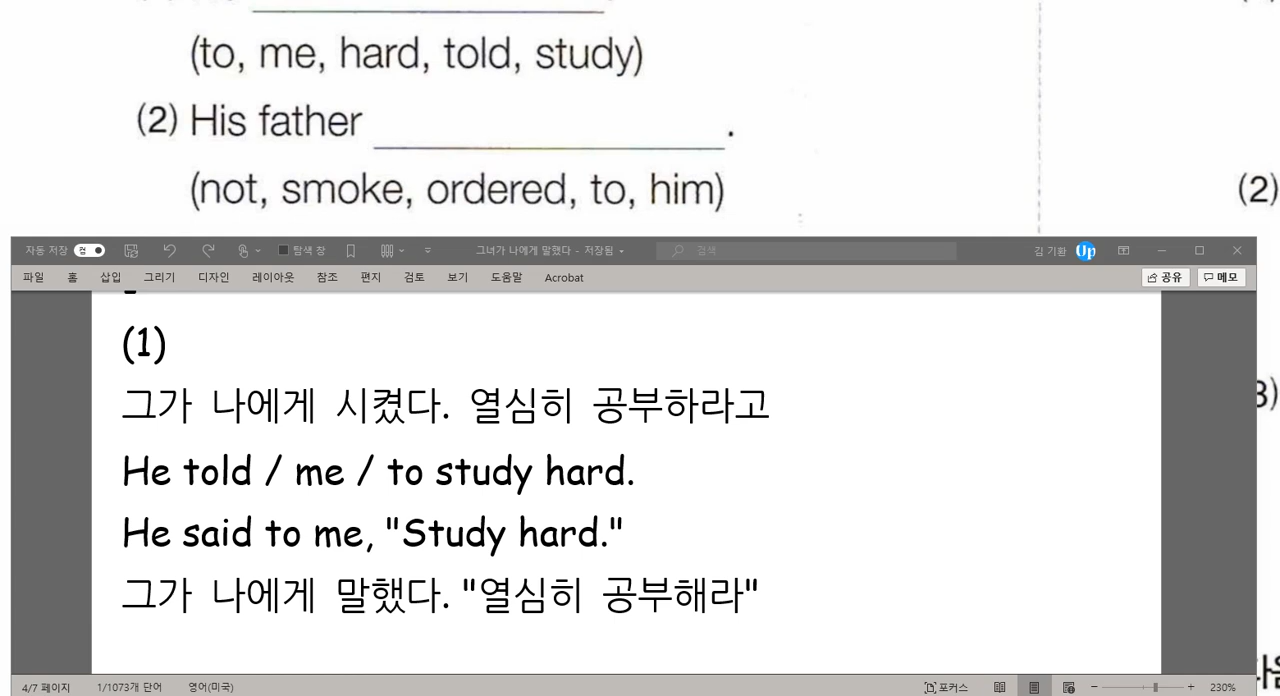 (to, me, hard, told, study)
(2) His father ____________.
(not, smoke, ordered, to, him)
(2)
자동 저장 탐색 창 그녀가 나에게 말했다 - 저장됨 검색 김 기환 Up
파일 홈 삽입 그리기 디자인 레이아웃 참조 편지 검토 보기 도움말 Acrobat 공유 메모
(1)
그가 나에게 시켰다. 열심히 공부하라고
He told / me / to study hard.
He said to me, "Study hard."
그가 나에게 말했다. "열심히 공부해라"
4/7 페이지 1/1073개 단어 영어(미국) 포커스 230%